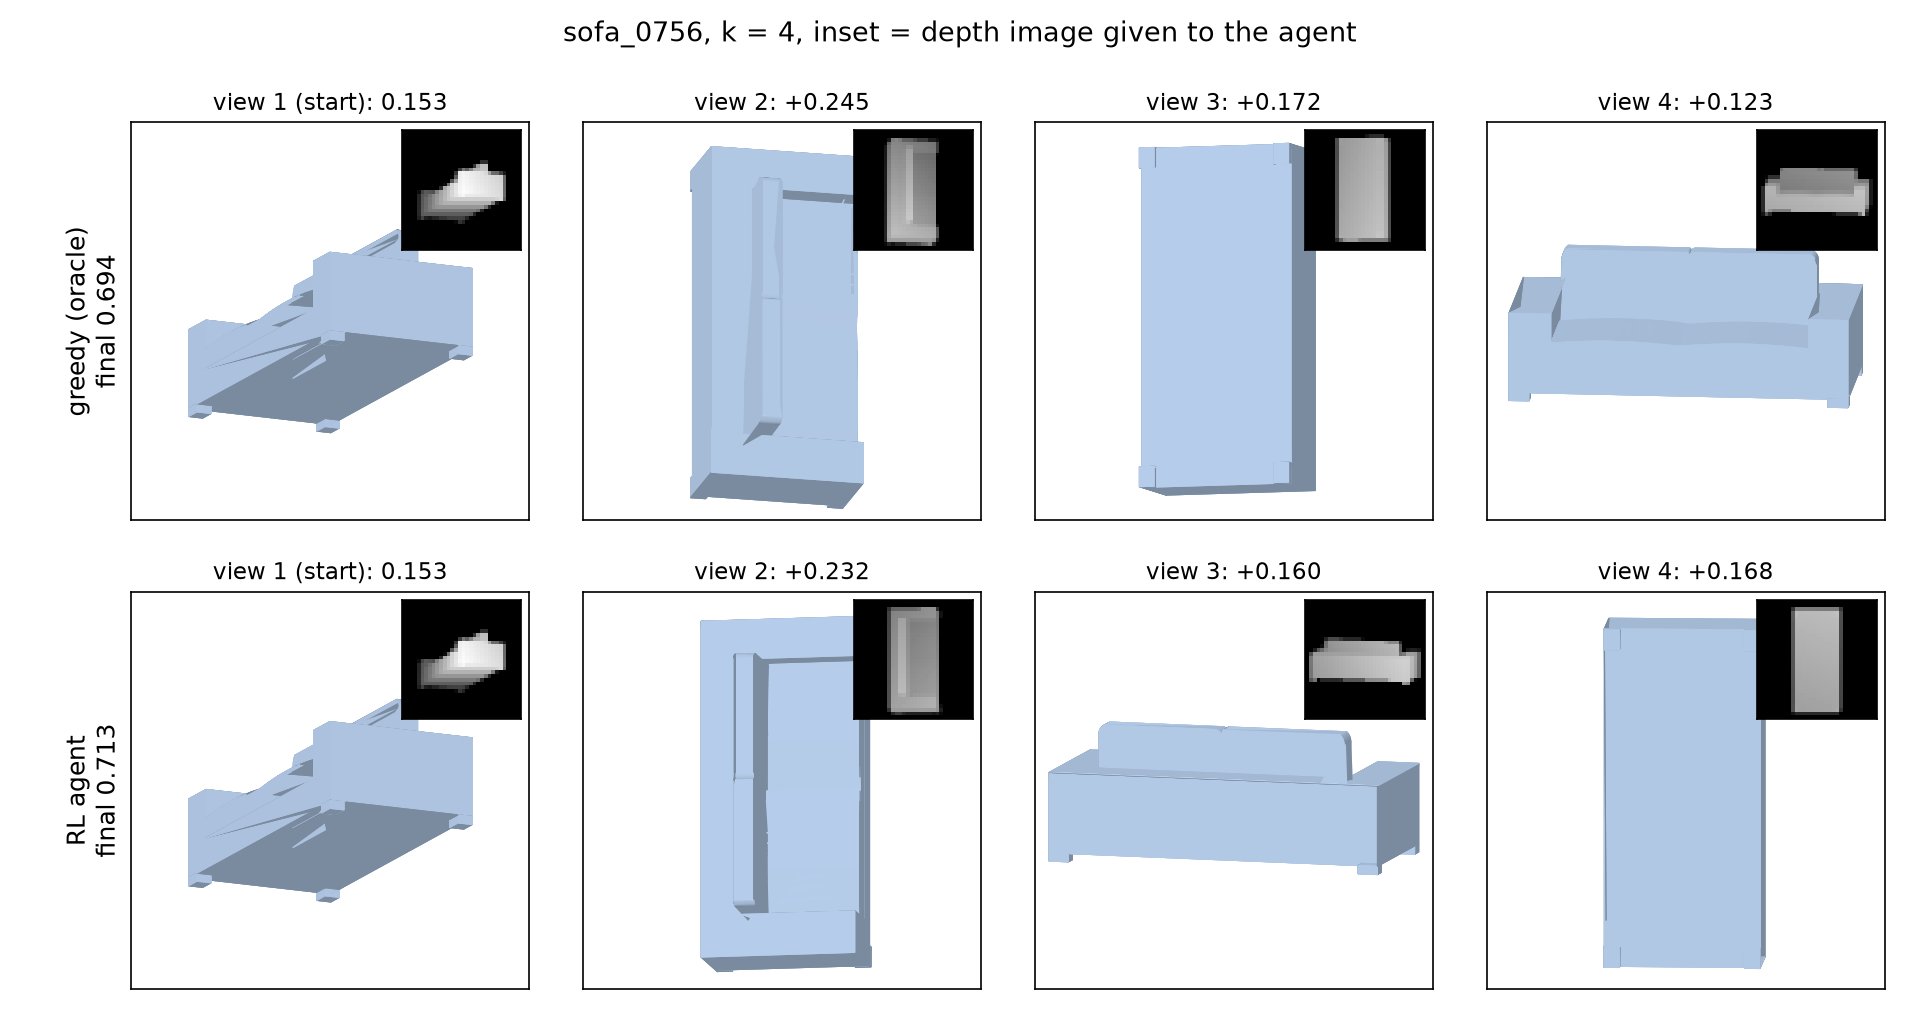 sofa_0756, k = 4, inset = depth image given to the agent
greedy (oracle)
final 0.694
view 1 (start): 0.153
view 2: +0.245
view 3: +0.172
view 4: +0.123
RL agent
final 0.713
view 1 (start): 0.153
view 2: +0.232
view 3: +0.160
view 4: +0.168